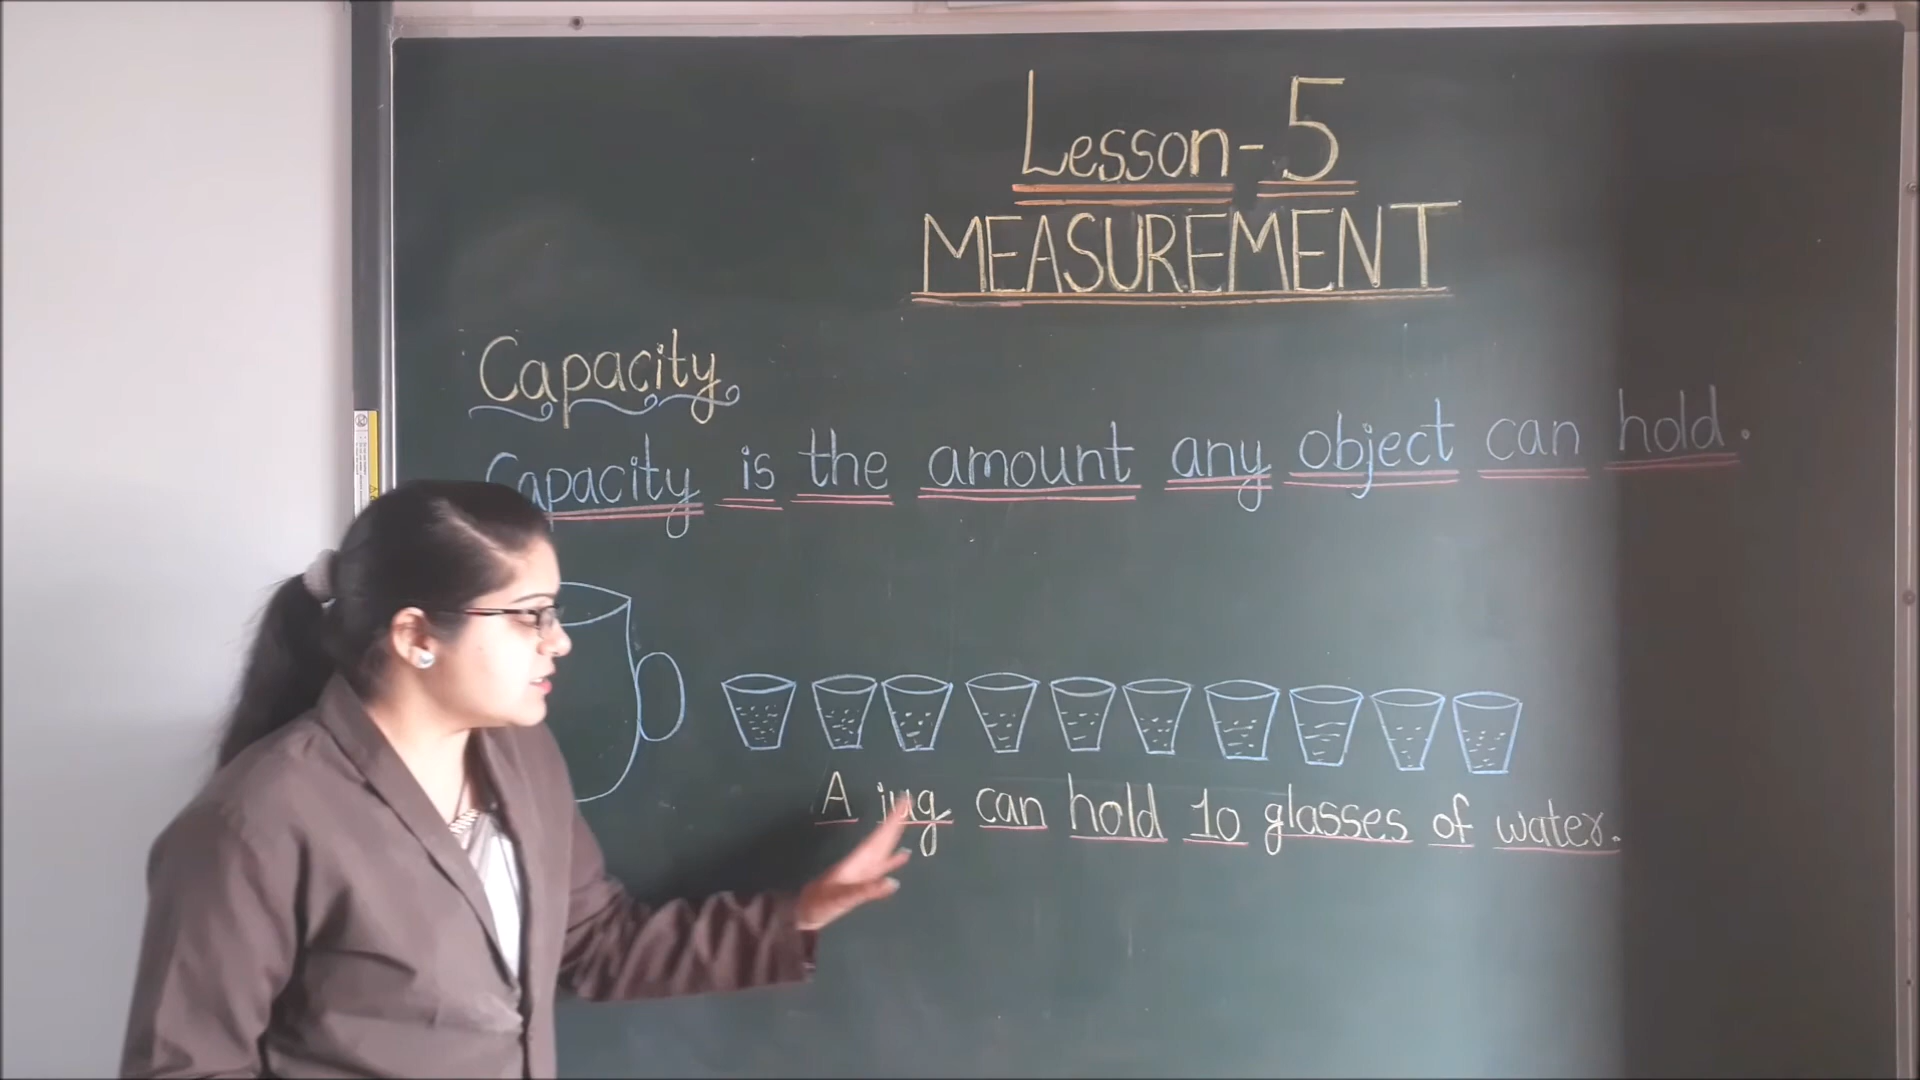 Lesson-5
MEASUREMENT
Capacity
Capacity is the amount any object can hold.
A jug can hold 10 glasses of water.